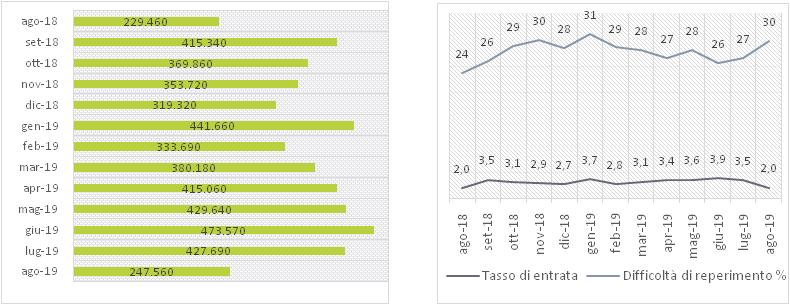 ago-18 229.460
set-18 415.340
ott-18 369.860
nov-18 353.720
dic-18 319.320
gen-19 441.660
feb-19 333.690
mar-19 380.180
apr-19 415.060
mag-19 429.640
giu-19 473.570
lug-19 427.690
ago-19 247.560
24 26 29 30 28 31 29 28 27 28 26 27 30
2,0 3,5 3,1 2,9 2,7 3,7 2,8 3,1 3,4 3,6 3,9 3,5 2,0
ago-18 set-18 ott-18 nov-18 dic-18 gen-19 feb-19 mar-19 apr-19 mag-19 giu-19 lug-19 ago-19
Tasso di entrata Difficoltà di reperimento %